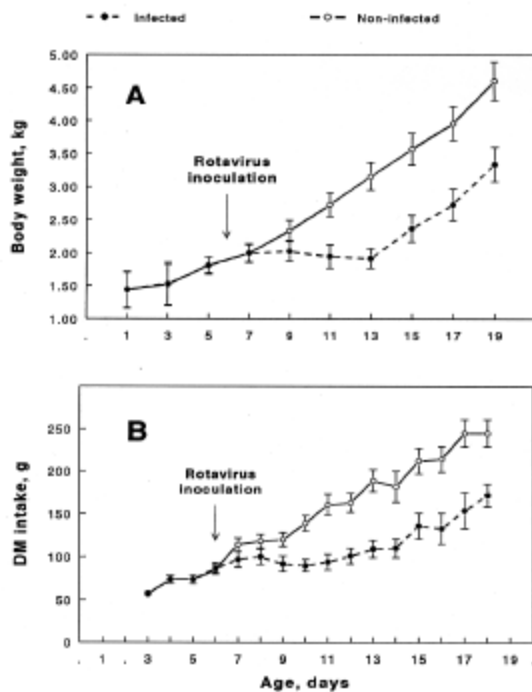 Infected Non-infected
5.00
4.50
4.00
3.50
3.00
2.50
2.00
1.50
1.00
Body weight, kg
A
Rotavirus
inoculation
1 3 5 7 9 11 13 15 17 19
250
200
150
100
50
0
DM intake, g
B
Rotavirus
inoculation
1 3 5 7 9 11 13 15 17 19
Age, days